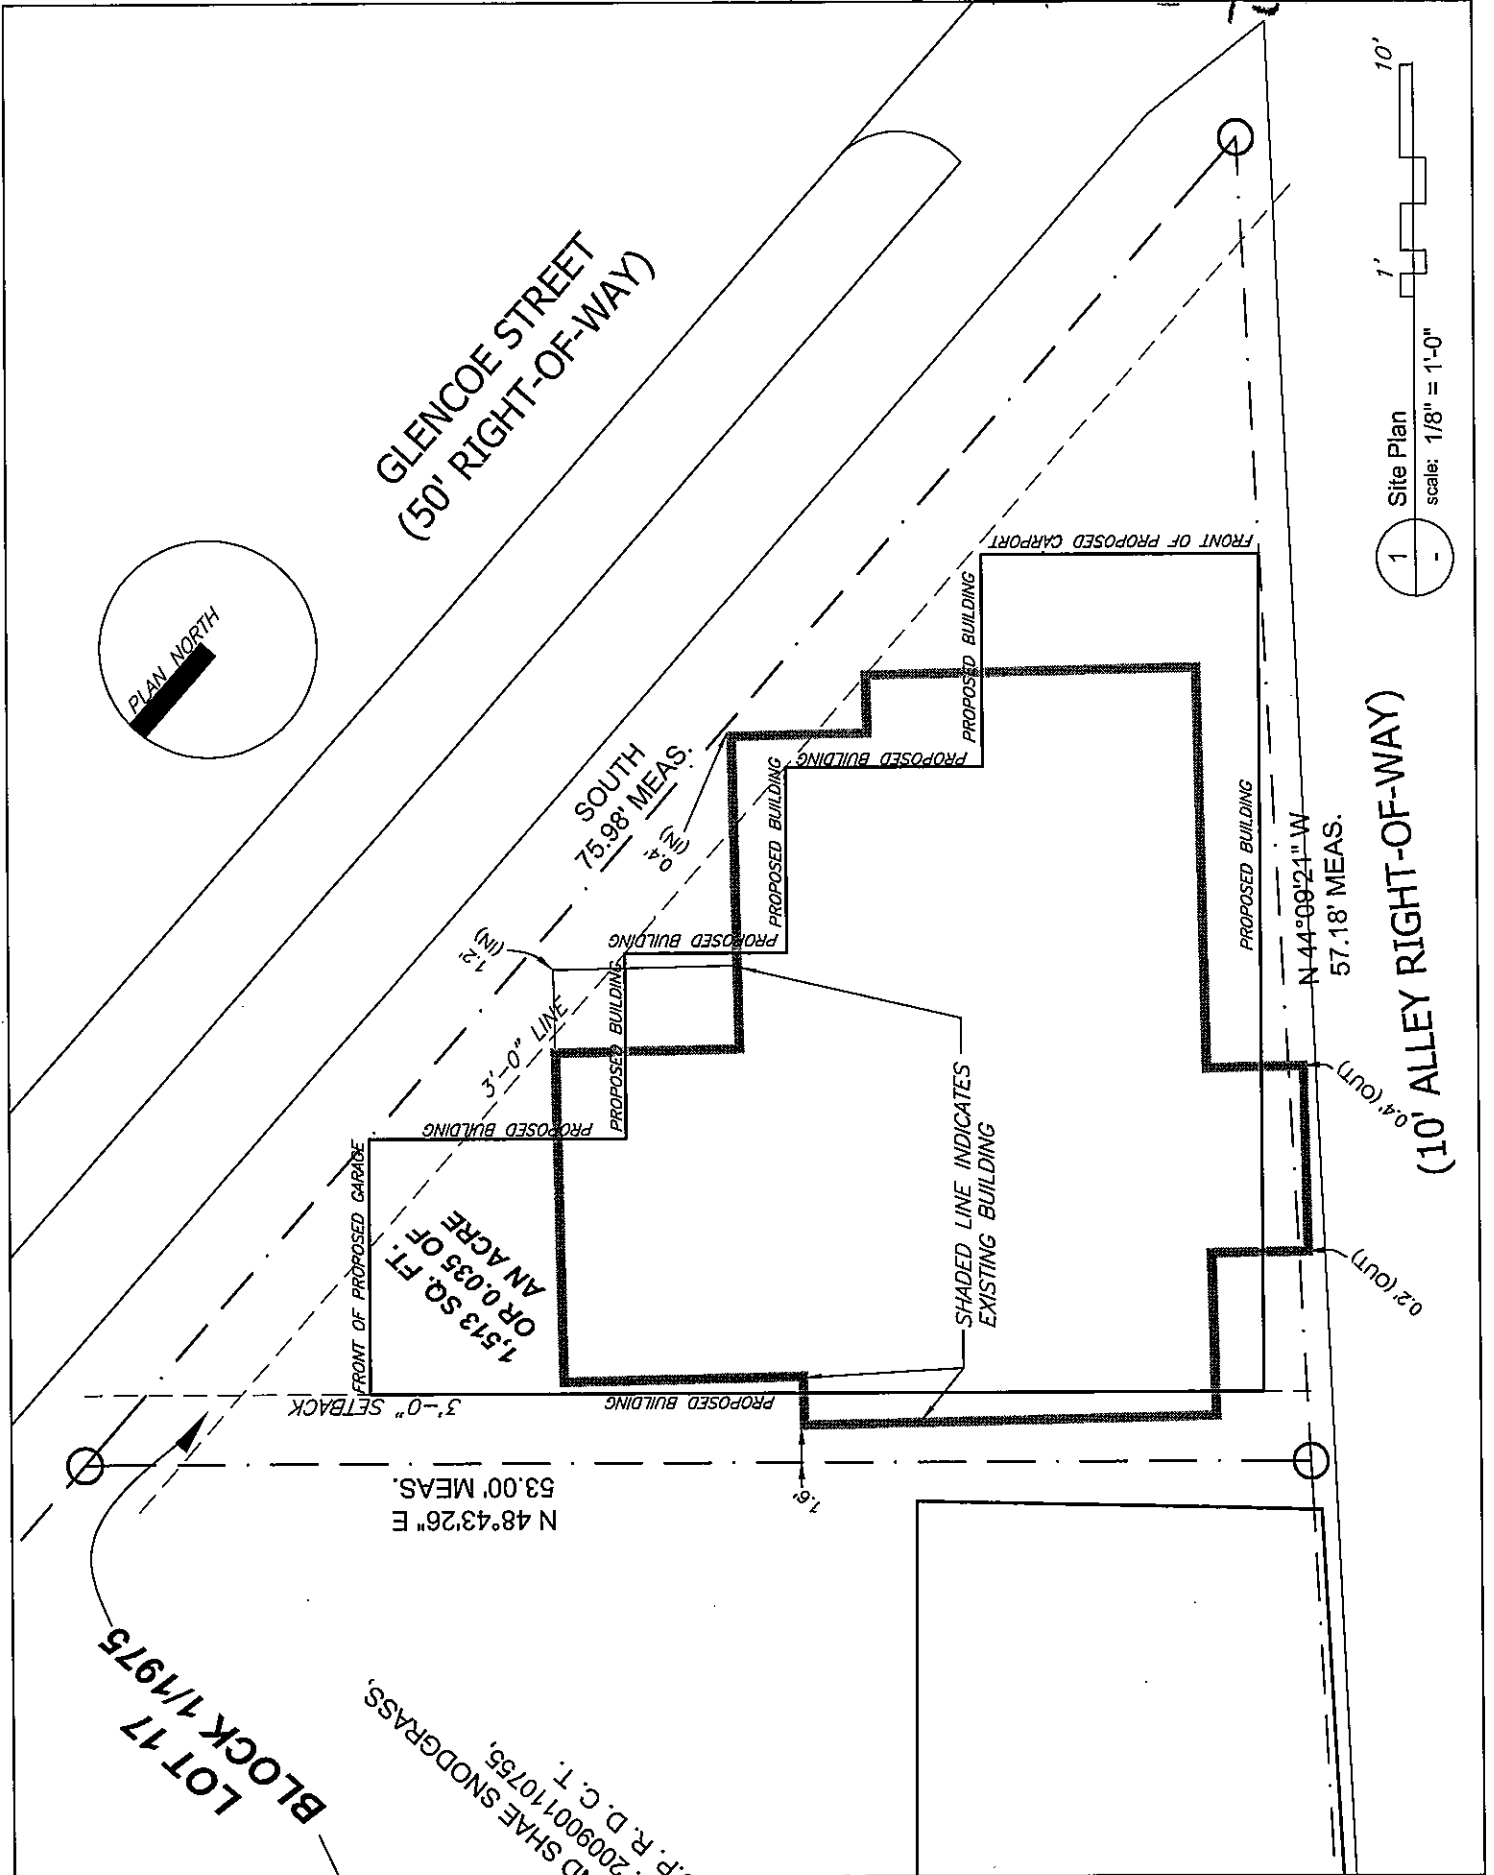 GLENCOE STREET
(50' RIGHT-OF-WAY)
PLAN NORTH
SOUTH
75.98' MEAS.
0.4'
(IN)
1.2'
(IN)
3'-0" LINE
FRONT OF PROPOSED CARPORT
PROPOSED BUILDING
PROPOSED BUILDING
PROPOSED BUILDING
PROPOSED BUILDING
PROPOSED BUILDING
PROPOSED BUILDING
PROPOSED BUILDING
PROPOSED BUILDING
FRONT OF PROPOSED GARAGE
1,513 SQ. FT.
OR 0.035 OF
AN ACRE
3'-0" SETBACK
SHADED LINE INDICATES
EXISTING BUILDING
N 44°09'21" W
57.18' MEAS.
(10' ALLEY RIGHT-OF-WAY)
0.4' (OUT)
0.2' (OUT)
1.6'
N 48°43'26" E
53.00' MEAS.
LOT 17
BLOCK 1/1975
ND SHAE SNODGRASS,
200900110755,
.P. R. D. C. T.
1
-
Site Plan
scale: 1/8" = 1'-0"
1'
10'